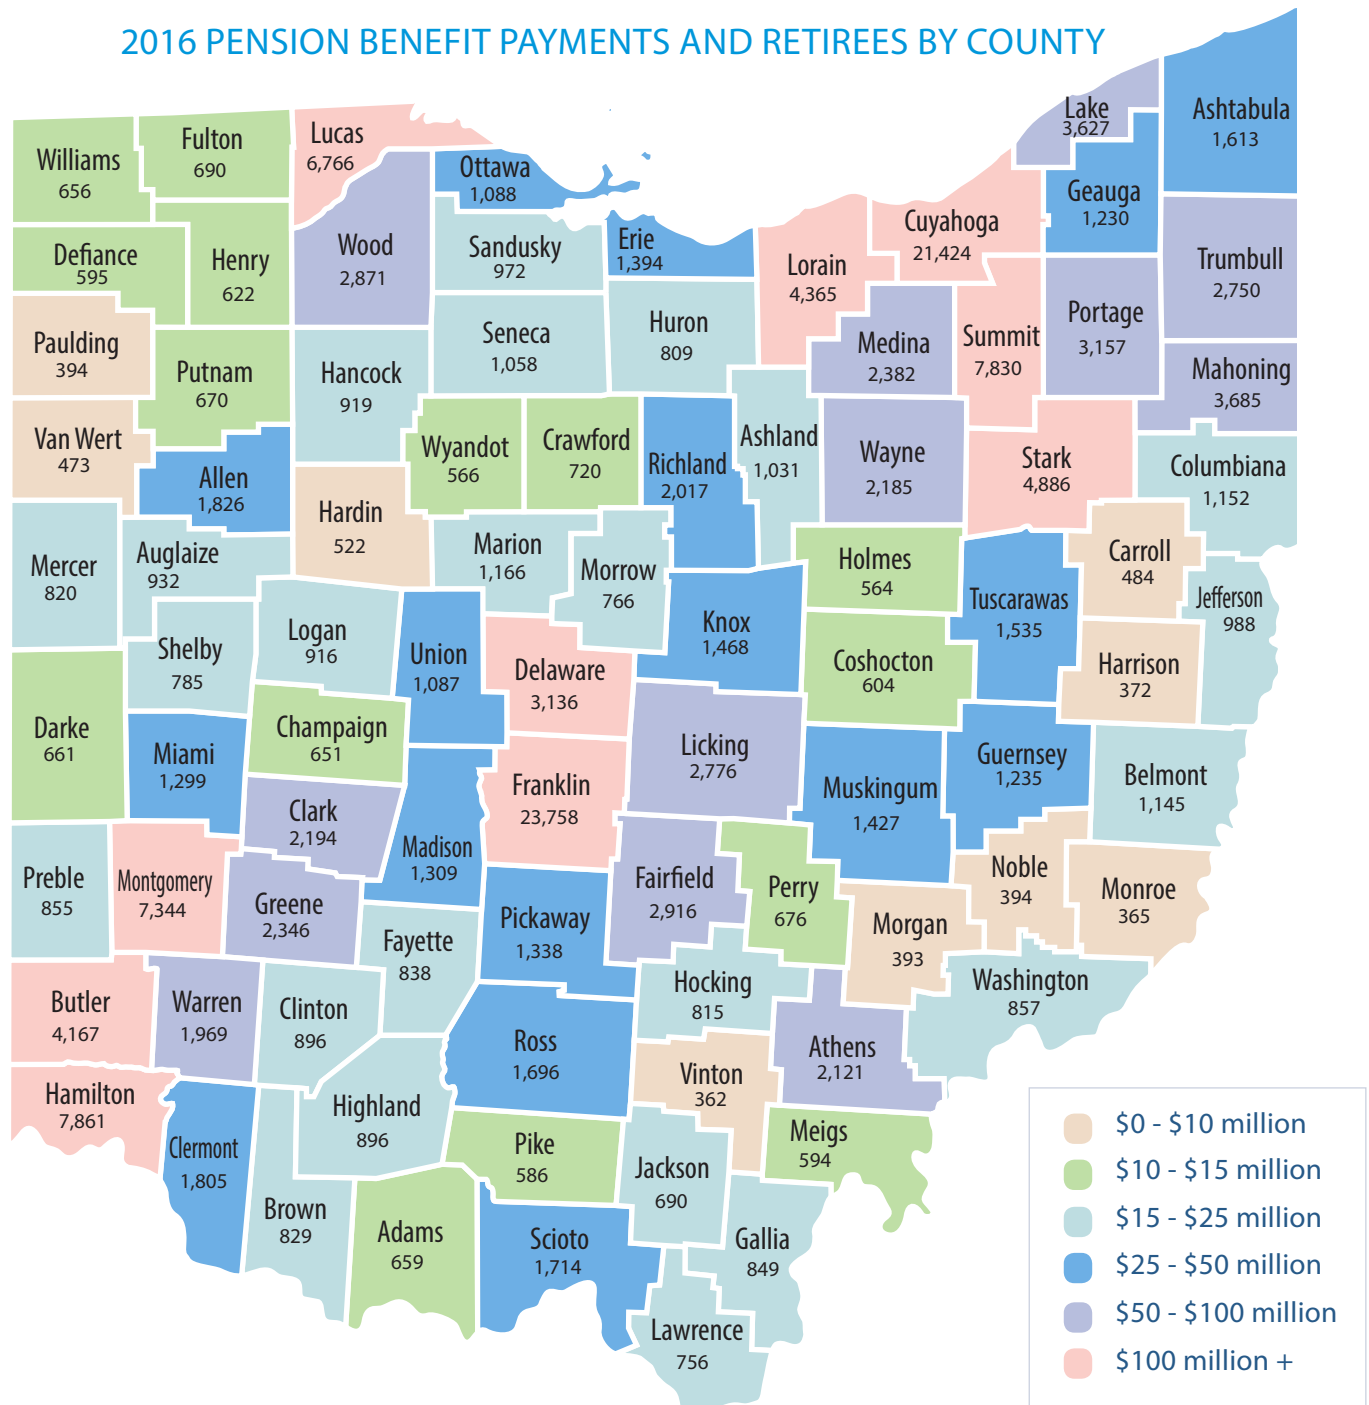 2016 PENSION BENEFIT PAYMENTS AND RETIREES BY COUNTY
Williams
656
Fulton
690
Lucas
6,766
Ottawa
1,088
Lake
3,627
Ashtabula
1,613
Geauga
1,230
Cuyahoga
21,424
Defiance
595
Henry
622
Wood
2,871
Sandusky
972
Erie
1,394
Lorain
4,365
Trumbull
2,750
Paulding
394
Putnam
670
Hancock
919
Seneca
1,058
Huron
809
Medina
2,382
Summit
7,830
Portage
3,157
Mahoning
3,685
Van Wert
473
Allen
1,826
Wyandot
566
Crawford
720
Richland
2,017
Ashland
1,031
Wayne
2,185
Stark
4,886
Columbiana
1,152
Hardin
522
Mercer
820
Auglaize
932
Marion
1,166
Morrow
766
Holmes
564
Tuscarawas
1,535
Carroll
484
Jefferson
988
Shelby
785
Logan
916
Union
1,087
Delaware
3,136
Knox
1,468
Coshocton
604
Harrison
372
Darke
661
Miami
1,299
Champaign
651
Franklin
23,758
Licking
2,776
Muskingum
1,427
Guernsey
1,235
Belmont
1,145
Clark
2,194
Madison
1,309
Preble
855
Montgomery
7,344
Greene
2,346
Fayette
838
Pickaway
1,338
Fairfield
2,916
Perry
676
Morgan
393
Noble
394
Monroe
365
Butler
4,167
Warren
1,969
Clinton
896
Ross
1,696
Hocking
815
Athens
2,121
Washington
857
Hamilton
7,861
Clermont
1,805
Highland
896
Vinton
362
Brown
829
Adams
659
Pike
586
Scioto
1,714
Jackson
690
Meigs
594
Gallia
849
Lawrence
756
$0 - $10 million
$10 - $15 million
$15 - $25 million
$25 - $50 million
$50 - $100 million
$100 million +